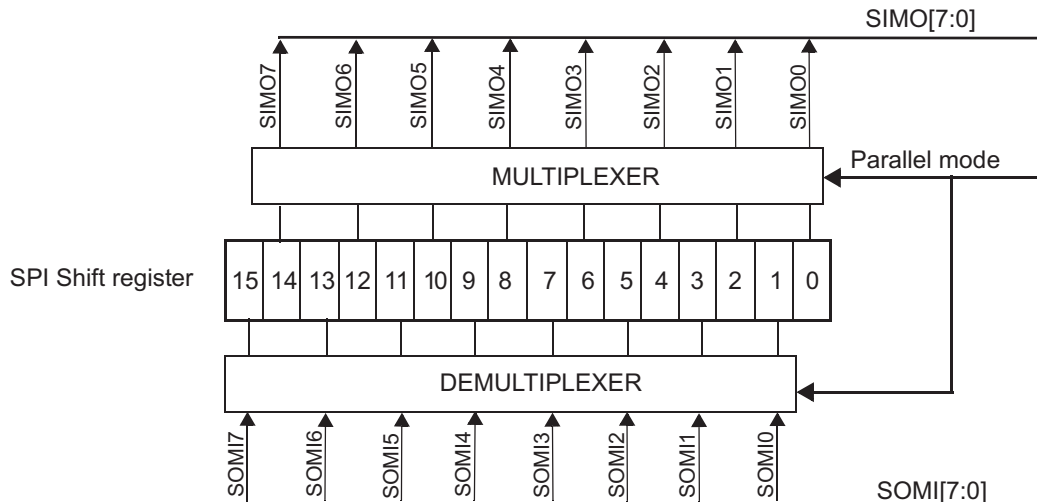 SIMO[7:0]
SIMO7 SIMO6 SIMO5 SIMO4 SIMO3 SIMO2 SIMO1 SIMO0
Parallel mode
MULTIPLEXER
SPI Shift register
15 14 13 12 11 10 9 8 7 6 5 4 3 2 1 0
DEMULTIPLEXER
SOMI7 SOMI6 SOMI5 SOMI4 SOMI3 SOMI2 SOMI1 SOMI0
SOMI[7:0]